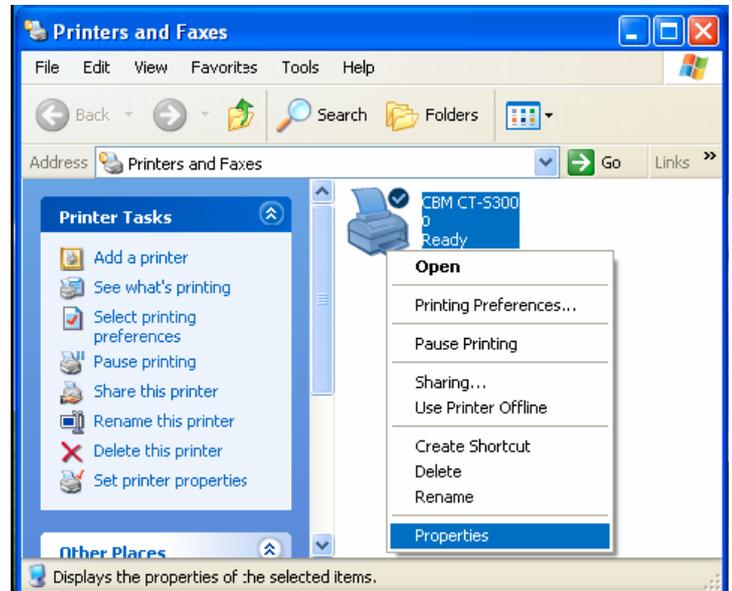 Printers and Faxes
File Edit View Favorites Tools Help
Back Search Folders
Address Printers and Faxes Go Links »
Printer Tasks
Add a printer
See what's printing
Select printing
preferences
Pause printing
Share this printer
Rename this printer
Delete this printer
Set printer properties
Other Places
CBM CT-S300
0
Ready
Open
Printing Preferences...
Pause Printing
Sharing...
Use Printer Offline
Create Shortcut
Delete
Rename
Properties
Displays the properties of the selected items.